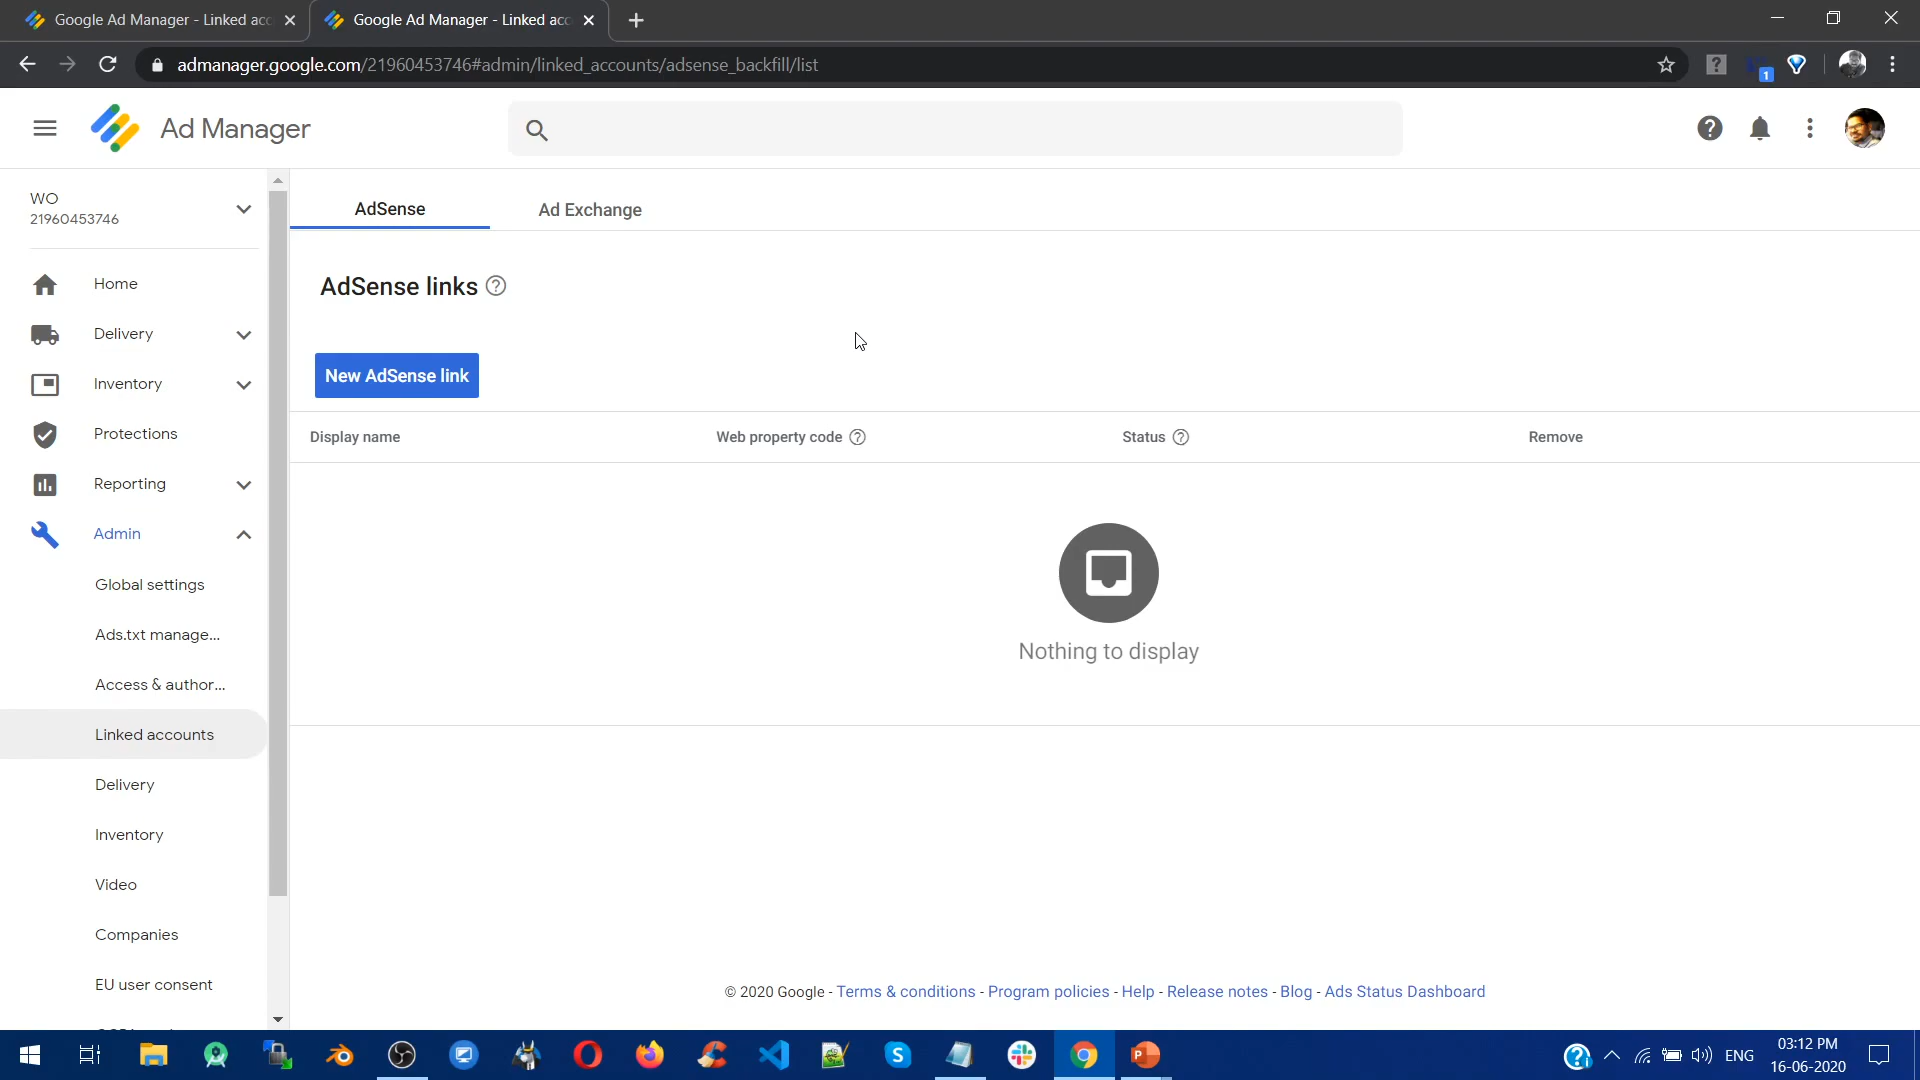 Google Ad Manager - Linked acc
Google Ad Manager - Linked acc
admanager.google.com/21960453746#admin/linked_accounts/adsense_backfill/list
1
Ad Manager
WO
21960453746
Home
Delivery
Inventory
Protections
Reporting
Admin
Global settings
Ads.txt manage...
Access & author...
Linked accounts
Delivery
Inventory
Video
Companies
EU user consent
AdSense
Ad Exchange
AdSense links
New AdSense link
Display name
Web property code
Status
Remove
Nothing to display
© 2020 Google - Terms & conditions - Program policies - Help - Release notes - Blog - Ads Status Dashboard
ENG
03:12 PM
16-06-2020